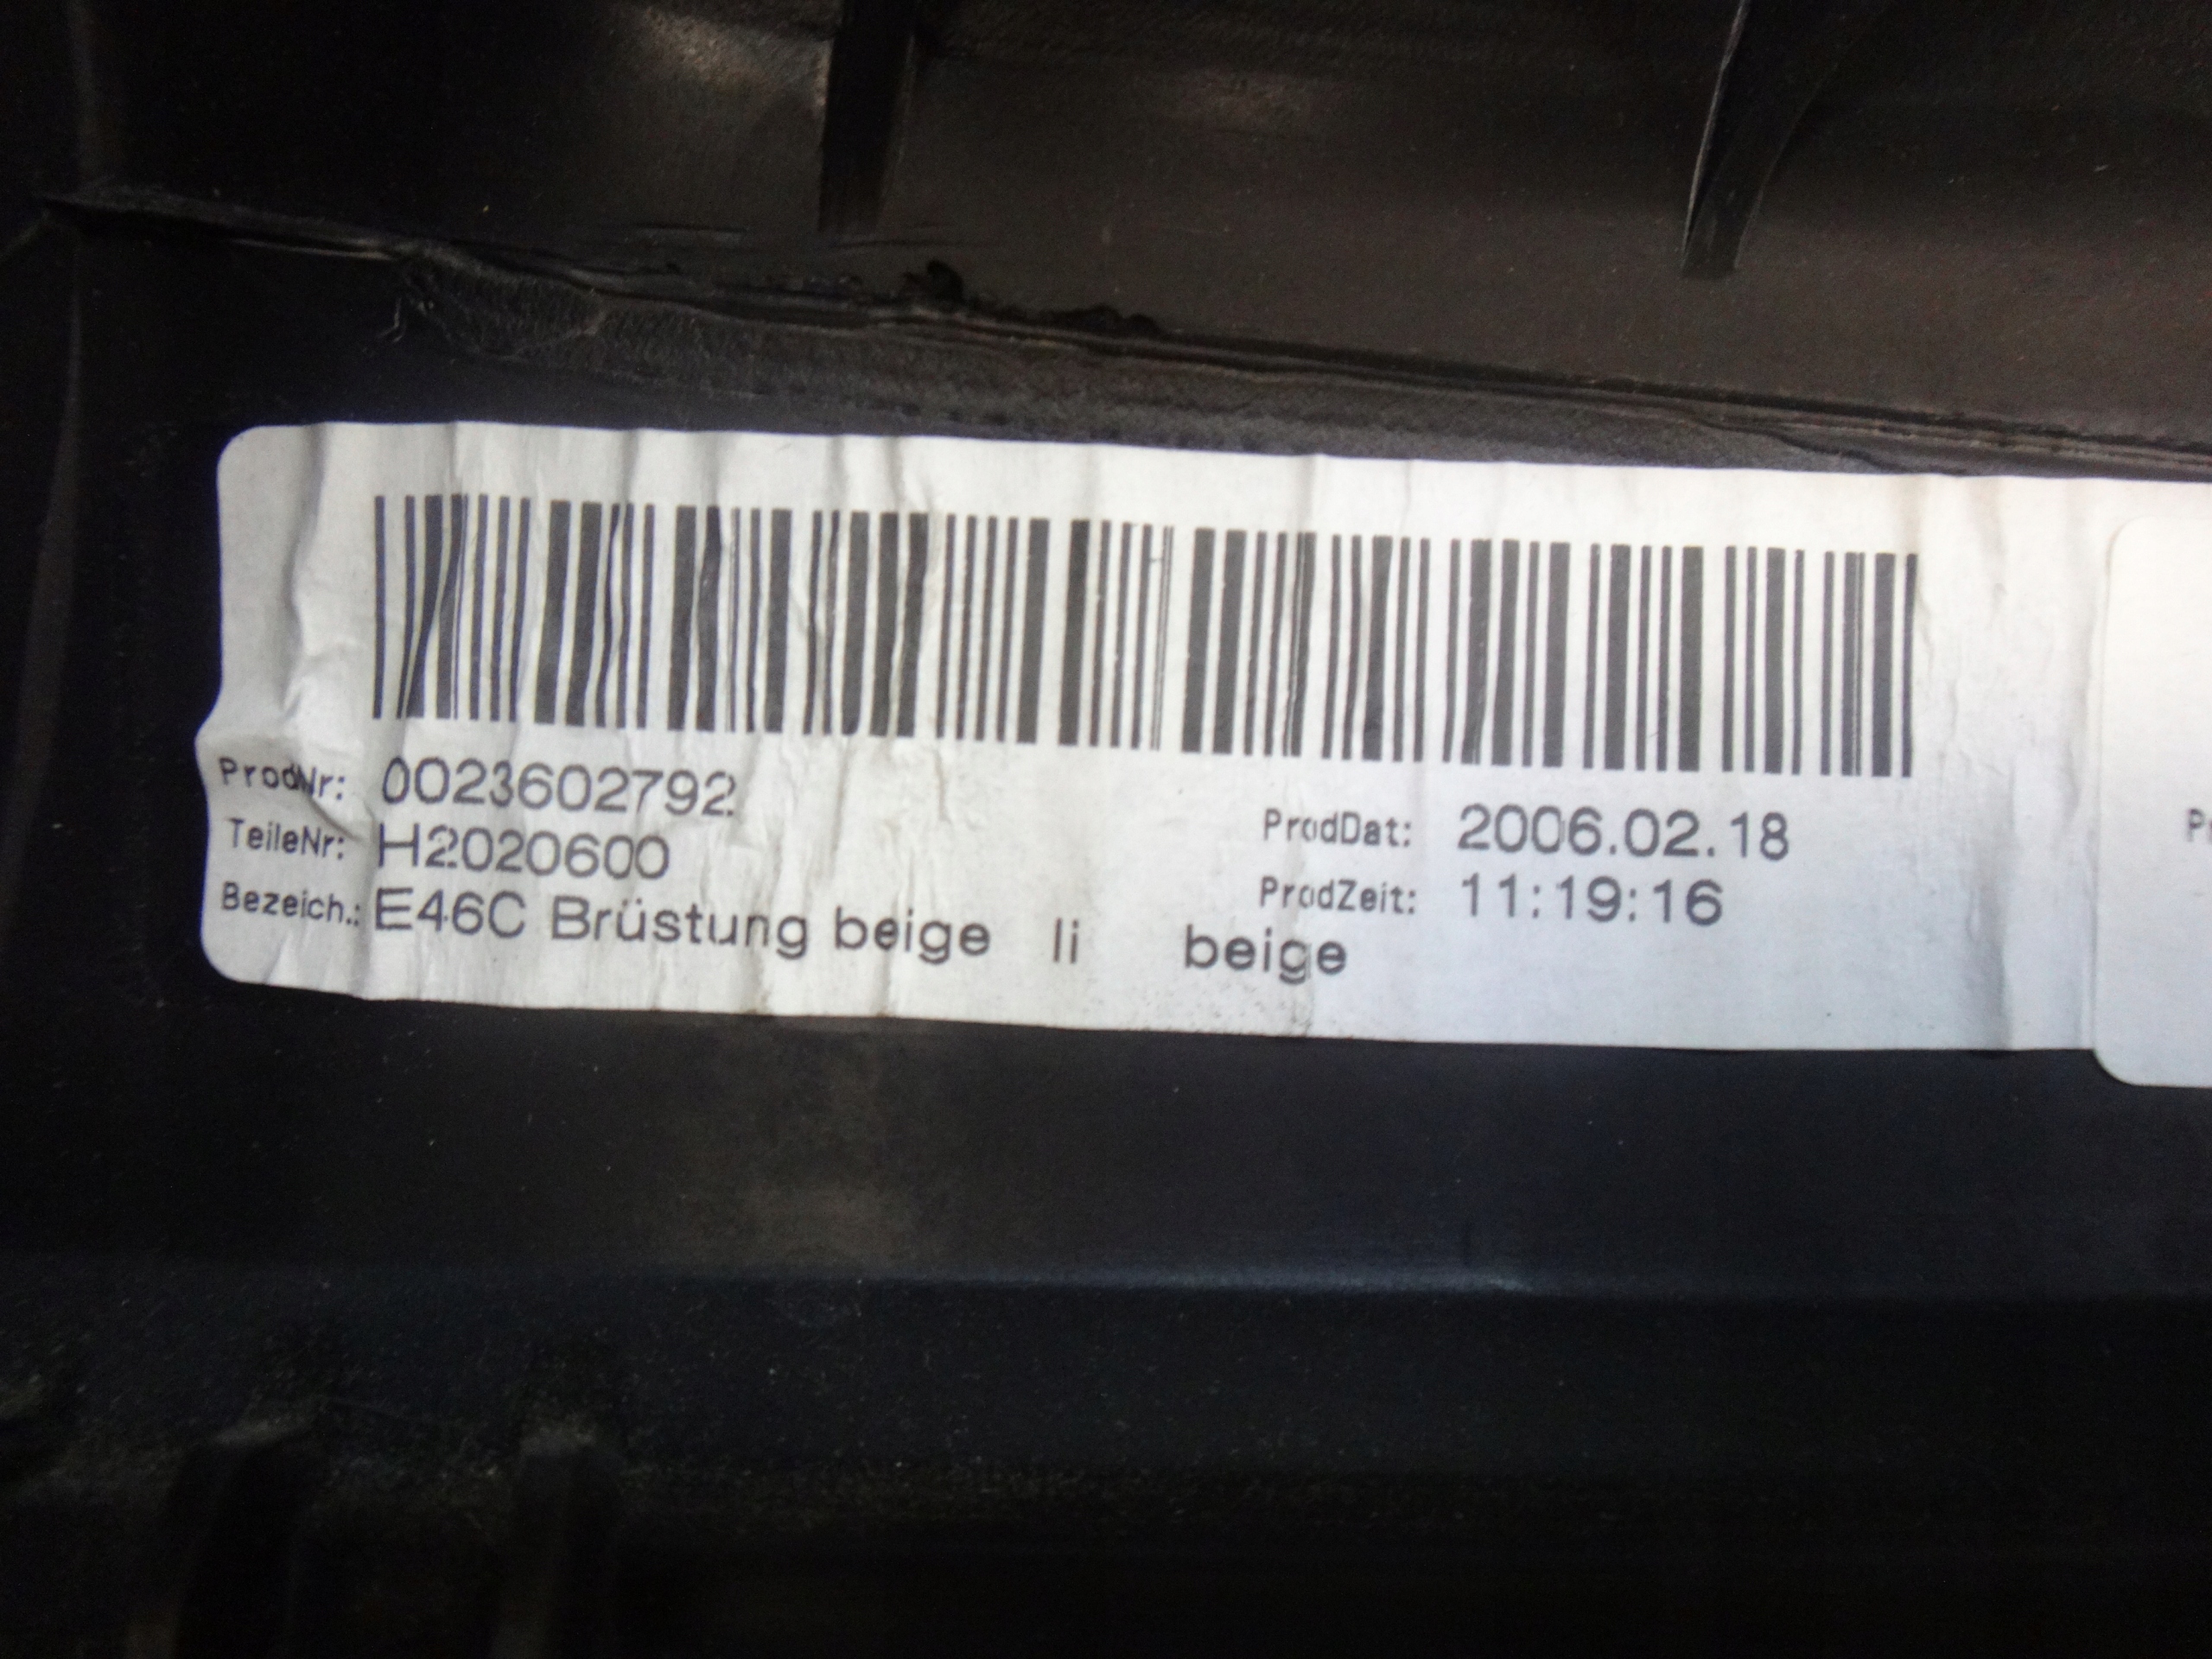 ProdNr: 0023602792
TeileNr: H2020600
Bezeich.: E46C Brüstung beige li beige
ProdDat: 2006.02.18
ProdZeit: 11:19:16